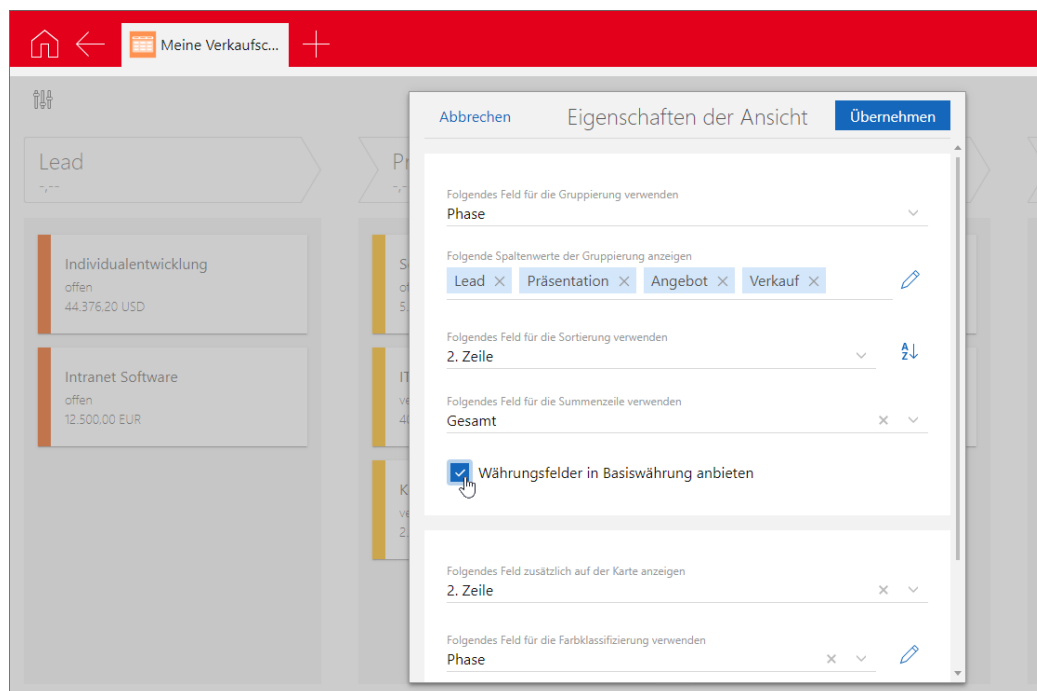 Meine Verkaufsc...
Lead
-,--
Individualentwicklung
offen
44.376,20 USD
Intranet Software
offen
12.500,00 EUR
Abbrechen
Eigenschaften der Ansicht
Übernehmen
Folgendes Feld für die Gruppierung verwenden
Phase
Folgende Spaltenwerte der Gruppierung anzeigen
Lead Präsentation Angebot Verkauf
Folgendes Feld für die Sortierung verwenden
2. Zeile
Folgendes Feld für die Summenzeile verwenden
Gesamt
Währungsfelder in Basiswährung anbieten
Folgendes Feld zusätzlich auf der Karte anzeigen
2. Zeile
Folgendes Feld für die Farbklassifizierung verwenden
Phase